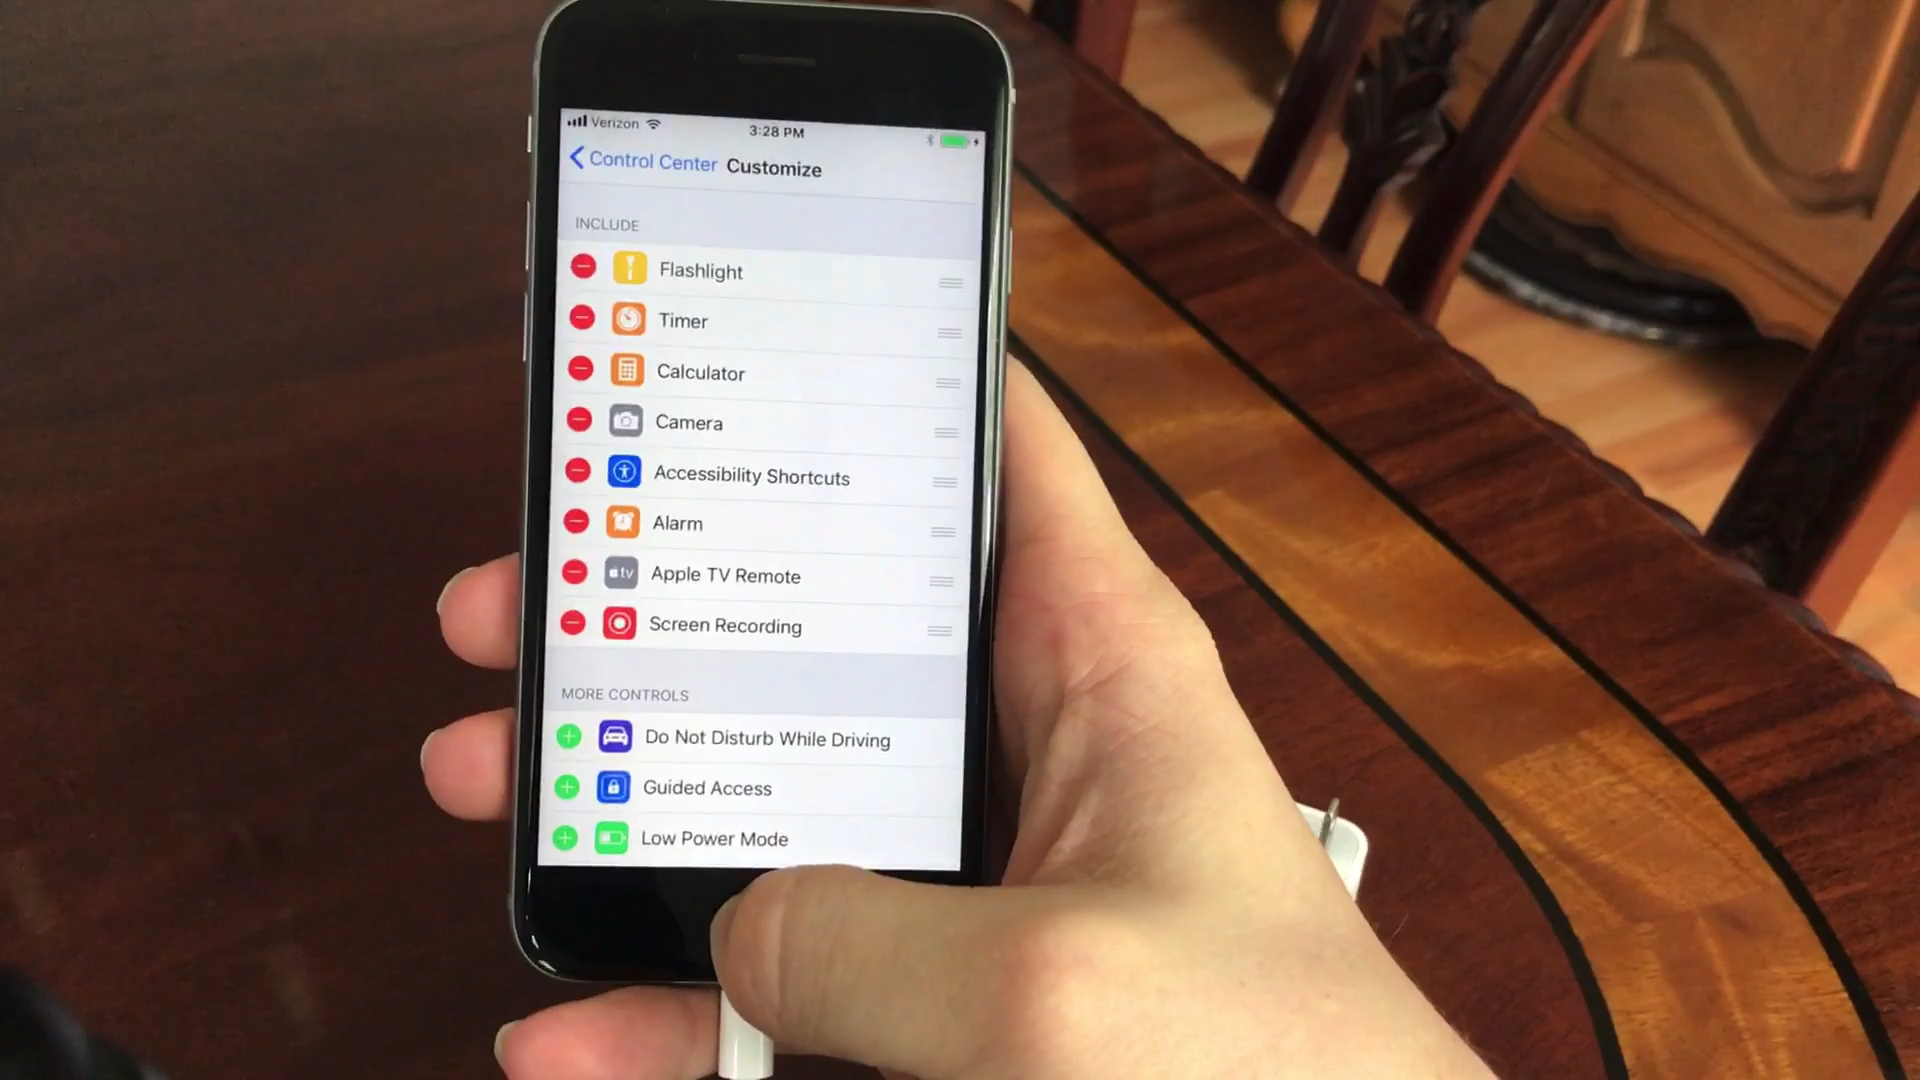 Verizon
3:28 PM
Control Center Customize
INCLUDE
Flashlight
Timer
Calculator
Camera
Accessibility Shortcuts
Alarm
tv Apple TV Remote
Screen Recording
MORE CONTROLS
Do Not Disturb While Driving
Guided Access
Low Power Mode